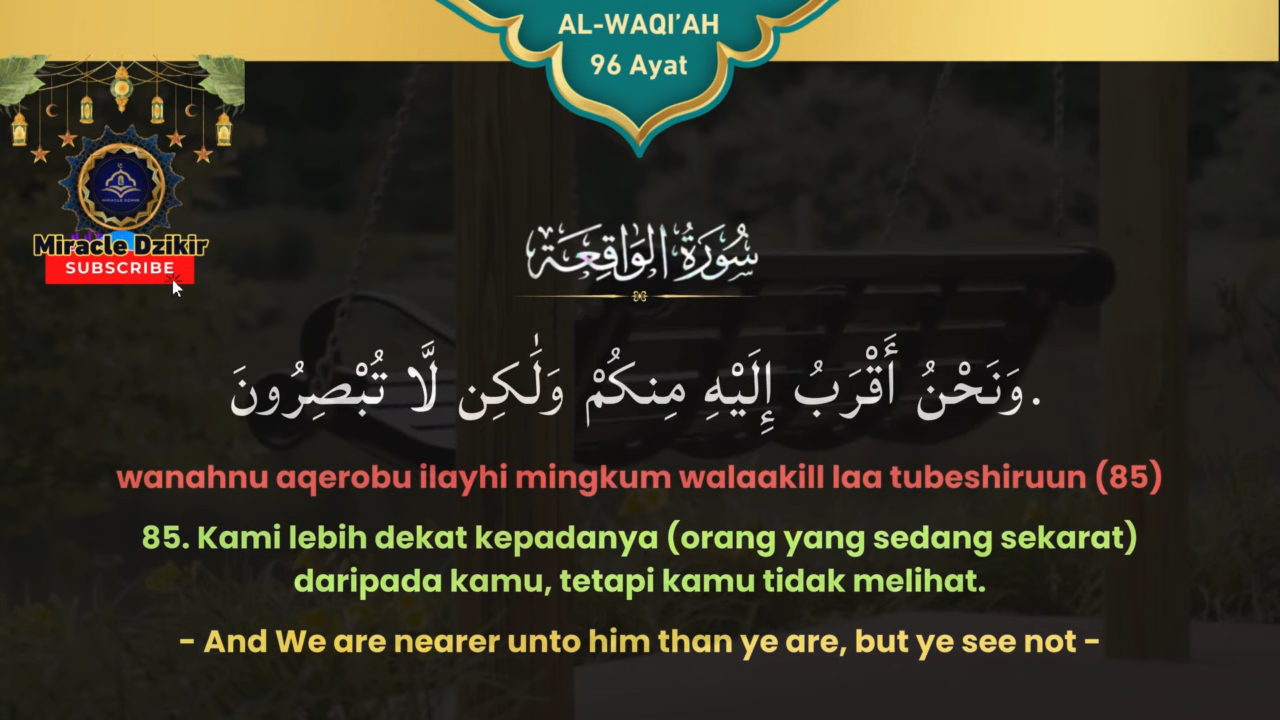 AL-WAQI’AH
96 Ayat
Miracle Dzikir
SUBSCRIBE
سُورَةُ الوَاقِعَة
وَنَحْنُ أَقْرَبُ إِلَيْهِ مِنكُمْ وَلَٰكِن لَّا تُبْصِرُونَ.
wanahnu aqerobu ilayhi mingkum walaakill laa tubeshiruun (85)
85. Kami lebih dekat kepadanya (orang yang sedang sekarat)
daripada kamu, tetapi kamu tidak melihat.
- And We are nearer unto him than ye are, but ye see not -